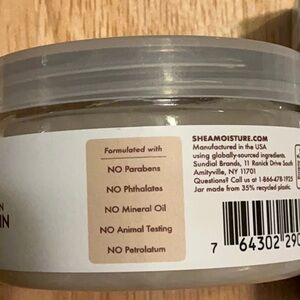 Formulated with
NO Parabens
NO Phthalates
NO Mineral Oil
NO Animal Testing
NO Petrolatum
SHEAMOISTURE.COM
Manufactured in the USA
using globally-sourced ingredients.
Sundial Brands, 11 Ranick Drive South
Amityville, NY 11701
Questions? Call us at 1-866-478-1925
Jar made from 35% recycled plastic.
7 64302 290
N
IN